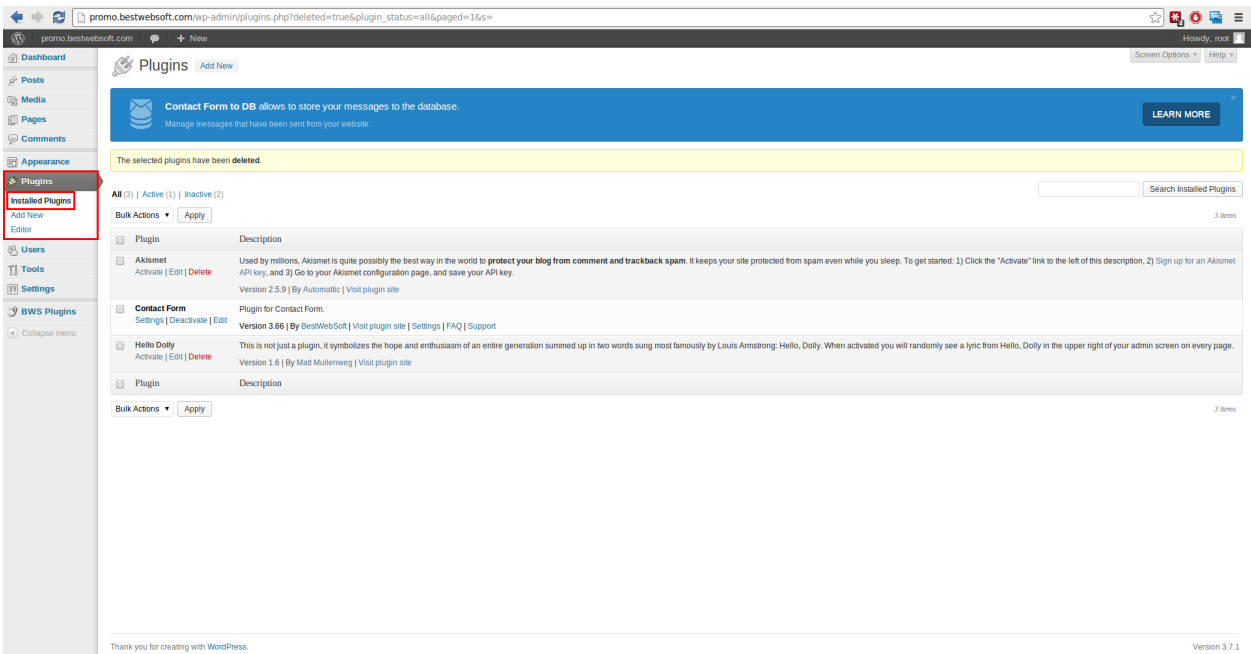 promo.bestwebsoft.com/wp-admin/plugins.php?deleted=true&plugin_status=all&paged=1&s=
promo.bestwebsoft.com + New Howdy, root
Screen Options Help
Dashboard
Posts
Media
Pages
Comments
Appearance
Plugins
Installed Plugins
Add New
Editor
Users
Tools
Settings
BWS Plugins
Collapse menu
Plugins Add New
Contact Form to DB allows to store your messages to the database.
Manage messages that have been sent from your website.
LEARN MORE
The selected plugins have been deleted.
All (3) | Active (1) | Inactive (2)
Search Installed Plugins
Bulk Actions Apply 3 items
Plugin Description
Akismet Used by millions, Akismet is quite possibly the best way in the world to protect your blog from comment and trackback spam. It keeps your site protected from spam even while you sleep. To get started: 1) Click the "Activate" link to the left of this description, 2) Sign up for an Akismet
Activate | Edit | Delete API key, and 3) Go to your Akismet configuration page, and save your API key.
Version 2.5.9 | By Automattic | Visit plugin site
Contact Form Plugin for Contact Form.
Settings | Deactivate | Edit
Version 3.66 | By BestWebSoft | Visit plugin site | Settings | FAQ | Support
Hello Dolly This is not just a plugin, it symbolizes the hope and enthusiasm of an entire generation summed up in two words sung most famously by Louis Armstrong: Hello, Dolly. When activated you will randomly see a lyric from Hello, Dolly in the upper right of your admin screen on every page.
Activate | Edit | Delete
Version 1.6 | By Matt Mullenweg | Visit plugin site
Plugin Description
Bulk Actions Apply 3 items
Thank you for creating with WordPress. Version 3.7.1